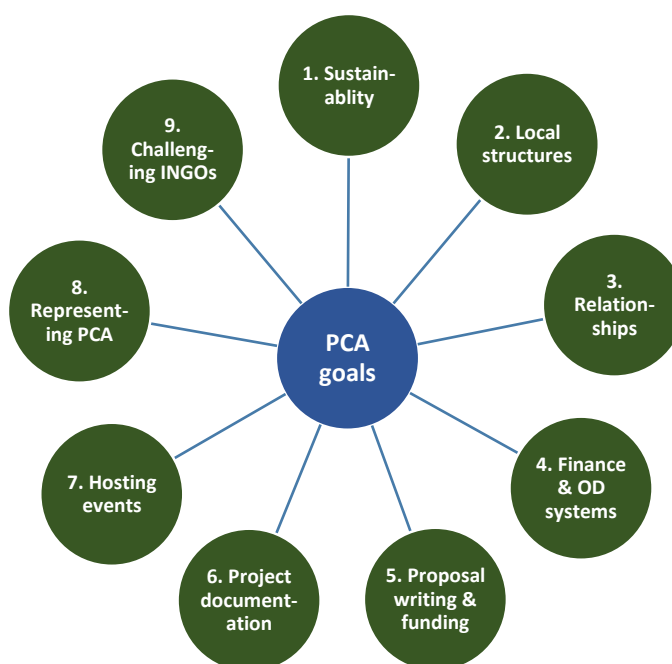 1. Sustain-
ablity
2. Local
structures
3.
Relation-
ships
4. Finance
& OD
systems
5. Proposal
writing &
funding
6. Project
document-
ation
7. Hosting
events
8.
Represent-
ing PCA
9.
Challeng-
ing INGOs
PCA
goals